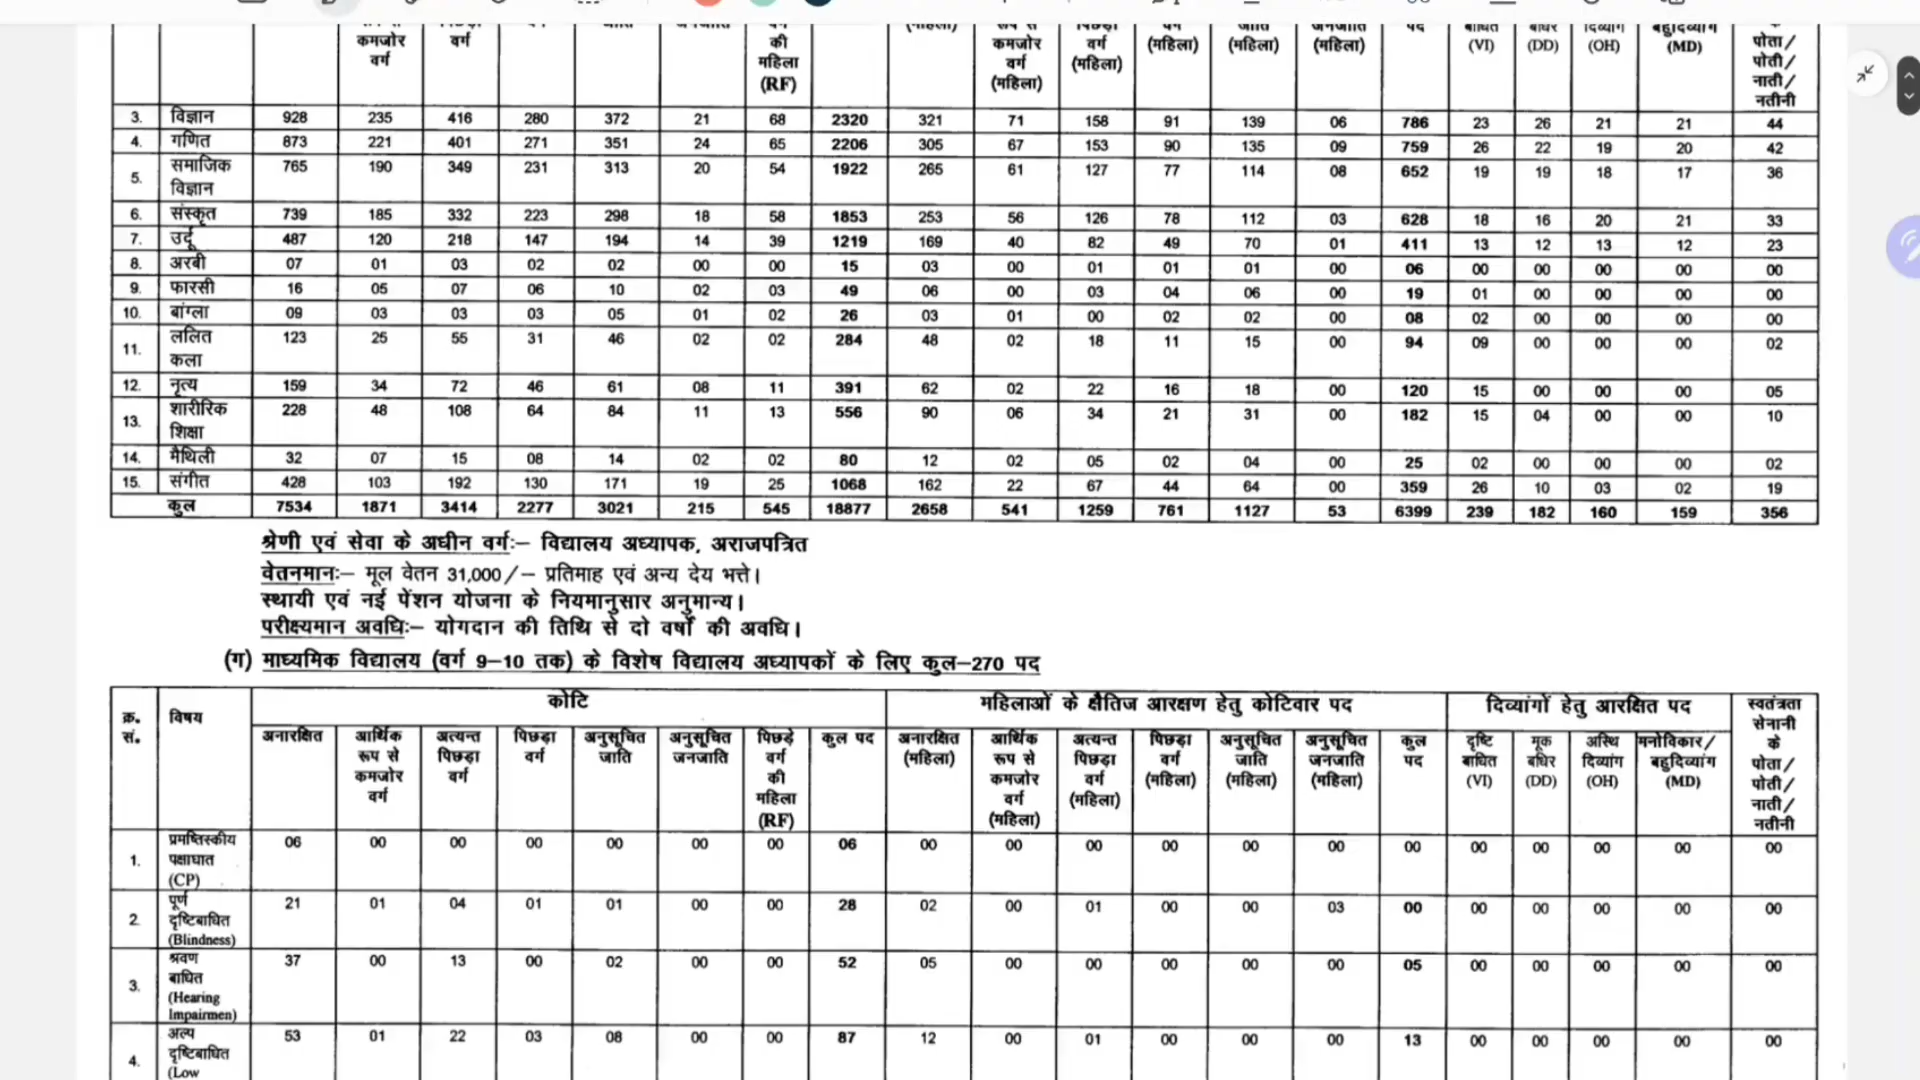 कमजोर वर्ग | वर्ग | की महिला (RF) | कमजोर वर्ग (महिला) | वर्ग (महिला) | (महिला) | (महिला) | (महिला) | (VI) | (DD) | (OH) | (MD) | पोता/ पोती/ नाती/ नतीनी
3. विज्ञान 928 235 416 280 372 21 68 2320 321 71 158 91 139 06 786 23 26 21 21 44
4. गणित 873 221 401 271 351 24 65 2206 305 67 153 90 135 09 759 26 22 19 20 42
5. समाजिक विज्ञान 765 190 349 231 313 20 54 1922 265 61 127 77 114 08 652 19 19 18 17 36
6. संस्कृत 739 185 332 223 298 18 58 1853 253 56 126 78 112 03 628 18 16 20 21 33
7. उर्दू 487 120 218 147 194 14 39 1219 169 40 82 49 70 01 411 13 12 13 12 23
8. अरबी 07 01 03 02 02 00 00 15 03 00 01 01 01 00 06 00 00 00 00 00
9. फारसी 16 05 07 06 10 02 03 49 06 00 03 04 06 00 19 01 00 00 00 00
10. बांग्ला 09 03 03 03 05 01 02 26 03 01 00 02 02 00 08 02 00 00 00 00
11. ललित कला 123 25 55 31 46 02 02 284 48 02 18 11 15 00 94 09 00 00 00 02
12. नृत्य 159 34 72 46 61 08 11 391 62 02 22 16 18 00 120 15 00 00 00 05
13. शारीरिक शिक्षा 228 48 108 64 84 11 13 556 90 06 34 21 31 00 182 15 04 00 00 10
14. मैथिली 32 07 15 08 14 02 02 80 12 02 05 02 04 00 25 02 00 00 00 02
15. संगीत 428 103 192 130 171 19 25 1068 162 22 67 44 64 00 359 26 10 03 02 19
कुल 7534 1871 3414 2277 3021 215 545 18877 2658 541 1259 761 1127 53 6399 239 182 160 159 356
श्रेणी एवं सेवा के अधीन वर्गः– विद्यालय अध्यापक, अराजपत्रित
वेतनमानः– मूल वेतन 31,000/– प्रतिमाह एवं अन्य देय भत्ते।
स्थायी एवं नई पेंशन योजना के नियमानुसार अनुमान्य।
परीक्ष्यमान अवधिः– योगदान की तिथि से दो वर्षों की अवधि।
(ग) माध्यमिक विद्यालय (वर्ग 9–10 तक) के विशेष विद्यालय अध्यापकों के लिए कुल–270 पद
क्र. सं. | विषय | कोटि | महिलाओं के क्षैतिज आरक्षण हेतु कोटिवार पद | दिव्यांगों हेतु आरक्षित पद | स्वतंत्रता सेनानी के पोता/ पोती/ नाती/ नतीनी
अनारक्षित | आर्थिक रूप से कमजोर वर्ग | अत्यन्त पिछड़ा वर्ग | पिछड़ा वर्ग | अनुसूचित जाति | अनुसूचित जनजाति | पिछड़े वर्ग की महिला (RF) | कुल पद | अनारक्षित (महिला) | आर्थिक रूप से कमजोर वर्ग (महिला) | अत्यन्त पिछड़ा वर्ग (महिला) | पिछड़ा वर्ग (महिला) | अनुसूचित जाति (महिला) | अनुसूचित जनजाति (महिला) | कुल पद | दृष्टि बाधित (VI) | मूक बधिर (DD) | अस्थि दिव्यांग (OH) | मनोविकार/ बहुदिव्यांग (MD)
1. प्रमष्तिस्कीय पक्षाघात (CP) 06 00 00 00 00 00 00 06 00 00 00 00 00 00 00 00 00 00 00 00
2. पूर्ण दृष्टिबाधित (Blindness) 21 01 04 01 01 00 00 28 02 00 01 00 00 03 00 00 00 00 00 00
3. श्रवण बाधित (Hearing Impairmen) 37 00 13 00 02 00 00 52 05 00 00 00 00 00 05 00 00 00 00 00
4. अल्प दृष्टिबाधित (Low 53 01 22 03 08 00 00 87 12 00 01 00 00 00 13 00 00 00 00 00